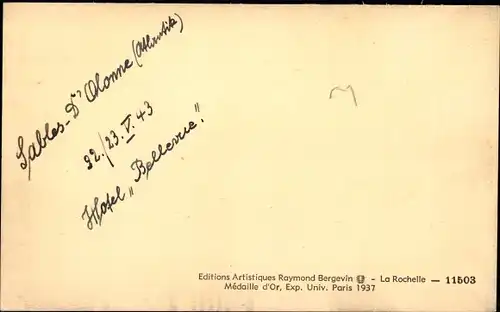 Sables-D'Olonne (Atlantik)
22./23. V. 43
Hotel „Bellevue."
Editions Artistiques Raymond Bergevin - La Rochelle - 11503
Médaille d'Or, Exp. Univ. Paris 1937